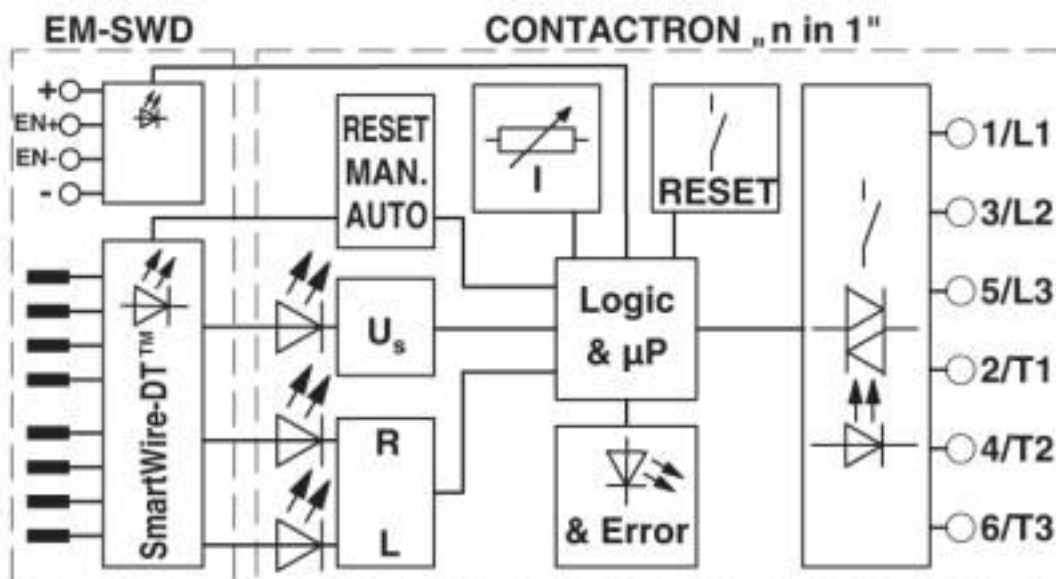 EM-SWD
CONTACTRON „n in 1"
+
EN+
EN-
-
RESET
MAN.
AUTO
I
RESET
1/L1
3/L2
5/L3
2/T1
4/T2
6/T3
SmartWire-DT™
Us
Logic
& µP
R
L
& Error